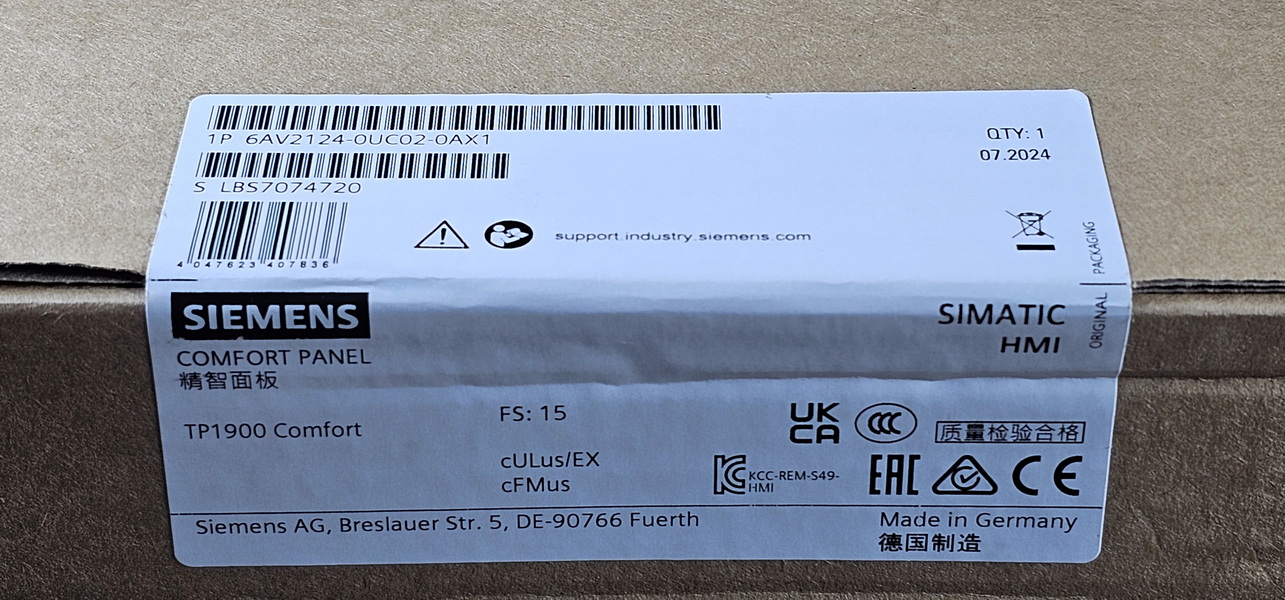 1P 6AV2124-0UC02-0AX1
QTY: 1
07.2024
S LBS7074720
4 047623 407836
support.industry.siemens.com
ORIGINAL PACKAGING
SIEMENS
SIMATIC
HMI
COMFORT PANEL
精智面板
TP1900 Comfort
FS: 15
UK
CA
CCC
质量检验合格
cULus/EX
cFMus
KC
KCC-REM-S49-
HMI
EAC
CE
Siemens AG, Breslauer Str. 5, DE-90766 Fuerth
Made in Germany
德国制造